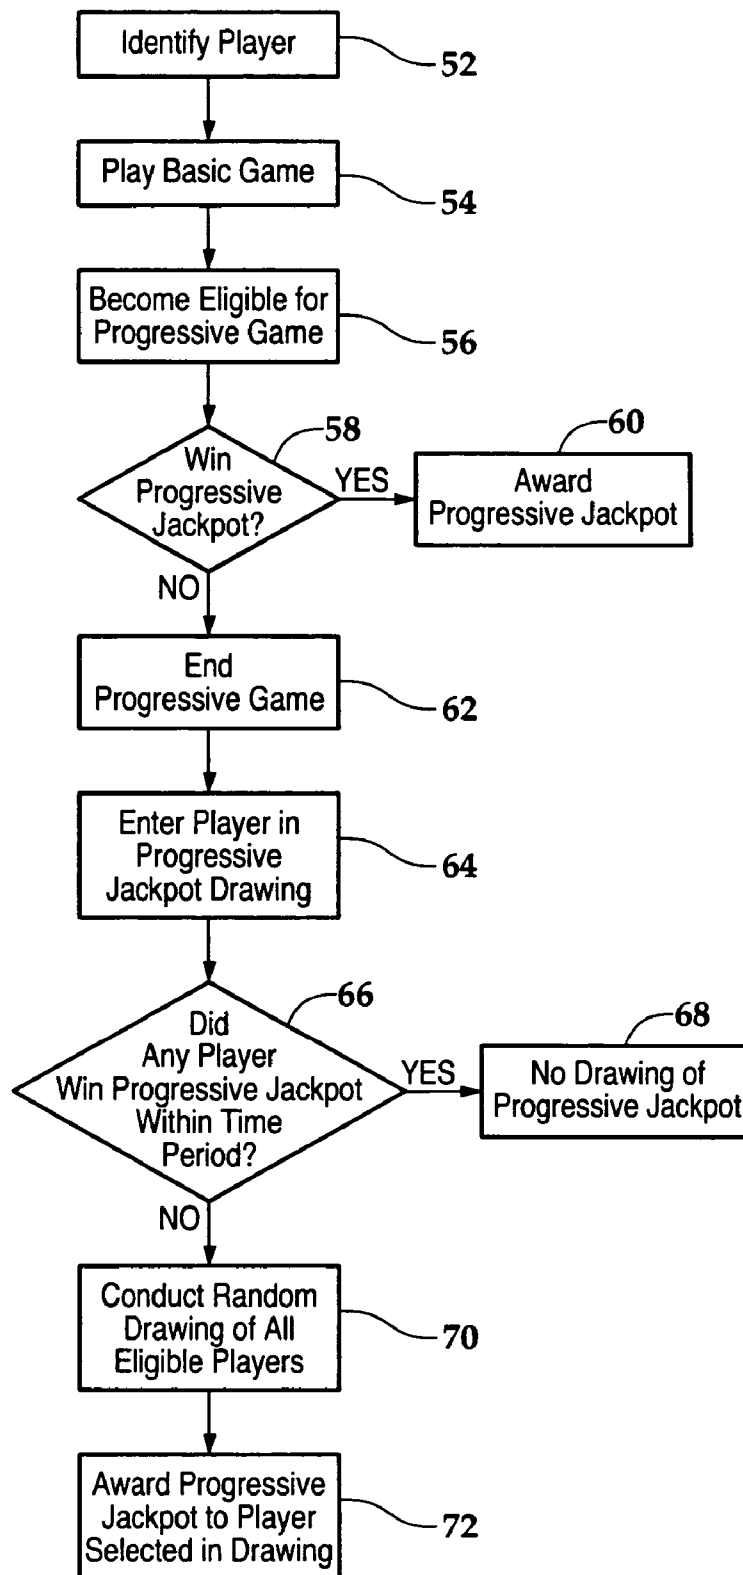 Identify Player
52
Play Basic Game
54
Become Eligible for
Progressive Game
56
58
Win
Progressive
Jackpot?
YES
60
Award
Progressive Jackpot
NO
End
Progressive Game
62
Enter Player in
Progressive
Jackpot Drawing
64
66
Did
Any Player
Win Progressive Jackpot
Within Time
Period?
YES
68
No Drawing of
Progressive Jackpot
NO
Conduct Random
Drawing of All
Eligible Players
70
Award Progressive
Jackpot to Player
Selected in Drawing
72